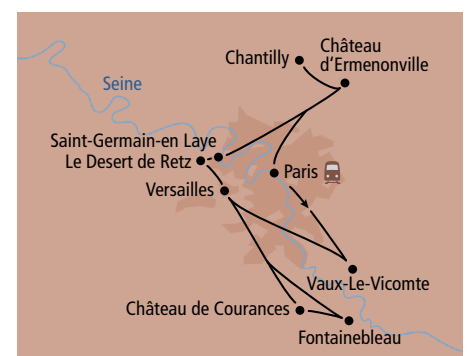 Château
d’Ermenonville
Chantilly
Seine
Saint-Germain-en Laye
Le Desert de Retz
Paris
Versailles
Vaux-Le-Vicomte
Château de Courances
Fontainebleau